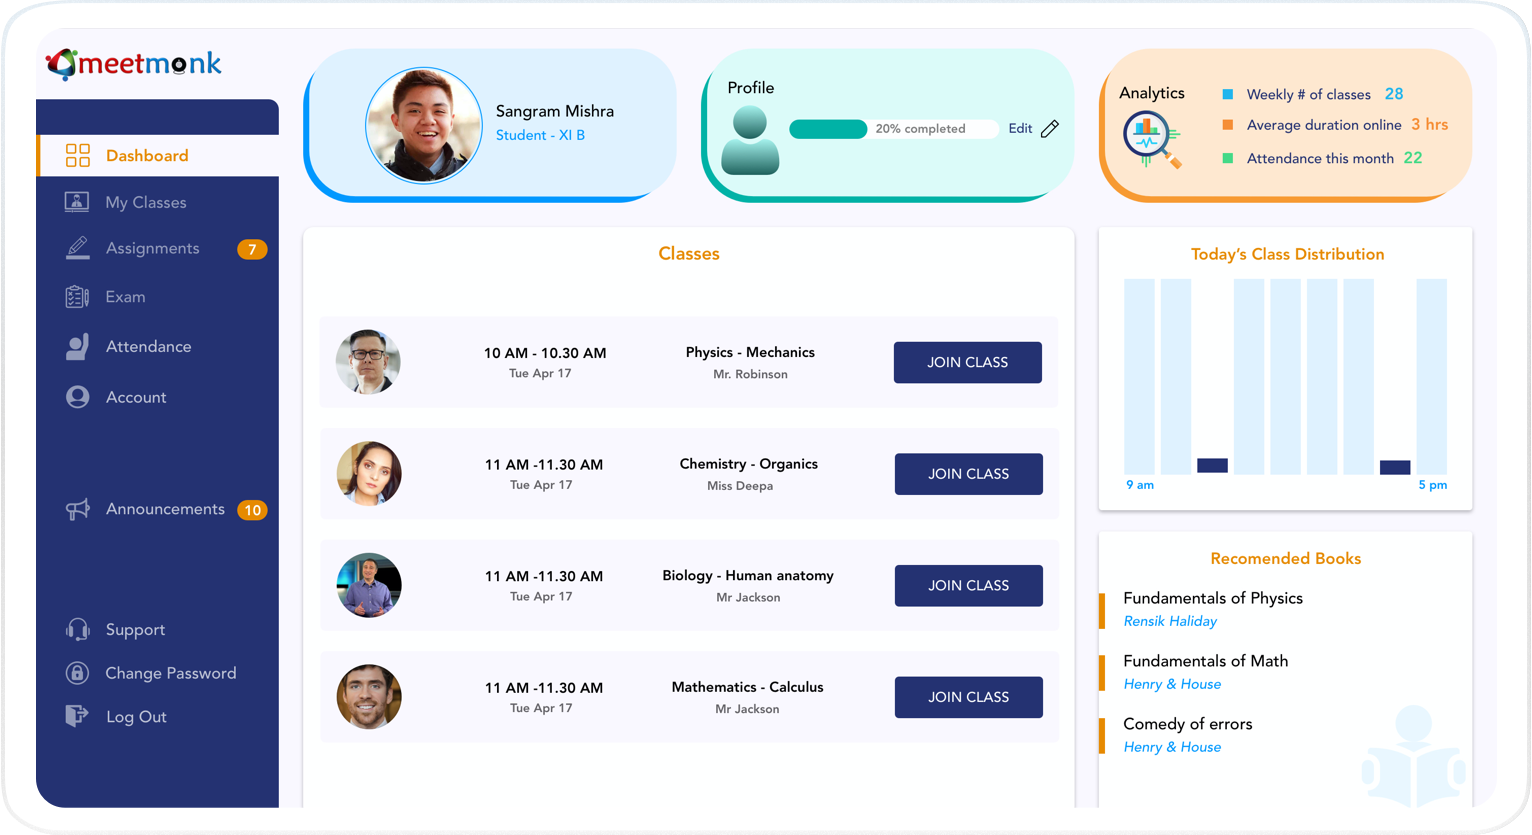 meetmonk
Dashboard
My Classes
Assignments 7
Exam
Attendance
Account
Announcements 10
Support
Change Password
Log Out
Sangram Mishra
Student - XI B
Profile
20% completed
Edit
Analytics
Weekly # of classes 28
Average duration online 3 hrs
Attendance this month 22
Classes
10 AM - 10.30 AM
Tue Apr 17
Physics - Mechanics
Mr. Robinson
JOIN CLASS
11 AM -11.30 AM
Tue Apr 17
Chemistry - Organics
Miss Deepa
JOIN CLASS
11 AM -11.30 AM
Tue Apr 17
Biology - Human anatomy
Mr Jackson
JOIN CLASS
11 AM -11.30 AM
Tue Apr 17
Mathematics - Calculus
Mr Jackson
JOIN CLASS
Today's Class Distribution
9 am 5 pm
Recomended Books
Fundamentals of Physics
Rensik Haliday
Fundamentals of Math
Henry & House
Comedy of errors
Henry & House